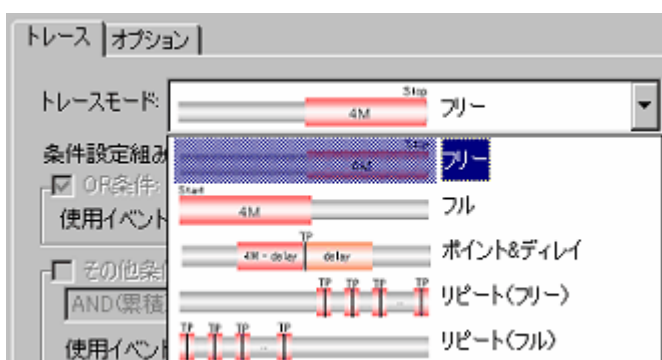 トレース オプション
トレースモード: Stop 4M フリー
条件設定組み Stop 4M フリー
OR条件: Start 4M フル
使用イベント TP 4M - delay delay ポイント&ディレイ
その他条件 TP TP TP .. TP リピート(フリー)
AND(累積)
使用イベント TP TP TP .. TP リピート(フル)